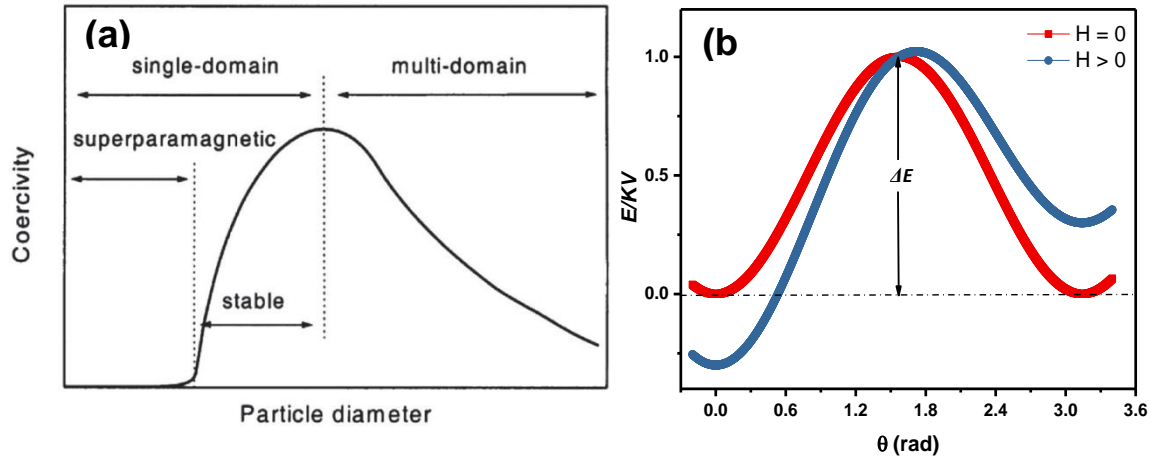 (a)
single-domain
multi-domain
superparamagnetic
stable
Coercivity
Particle diameter
(b)
H = 0
H > 0
1.0
0.5
0.0
ΔE
E/KV
0.0 0.6 1.2 1.8 2.4 3.0 3.6
θ (rad)